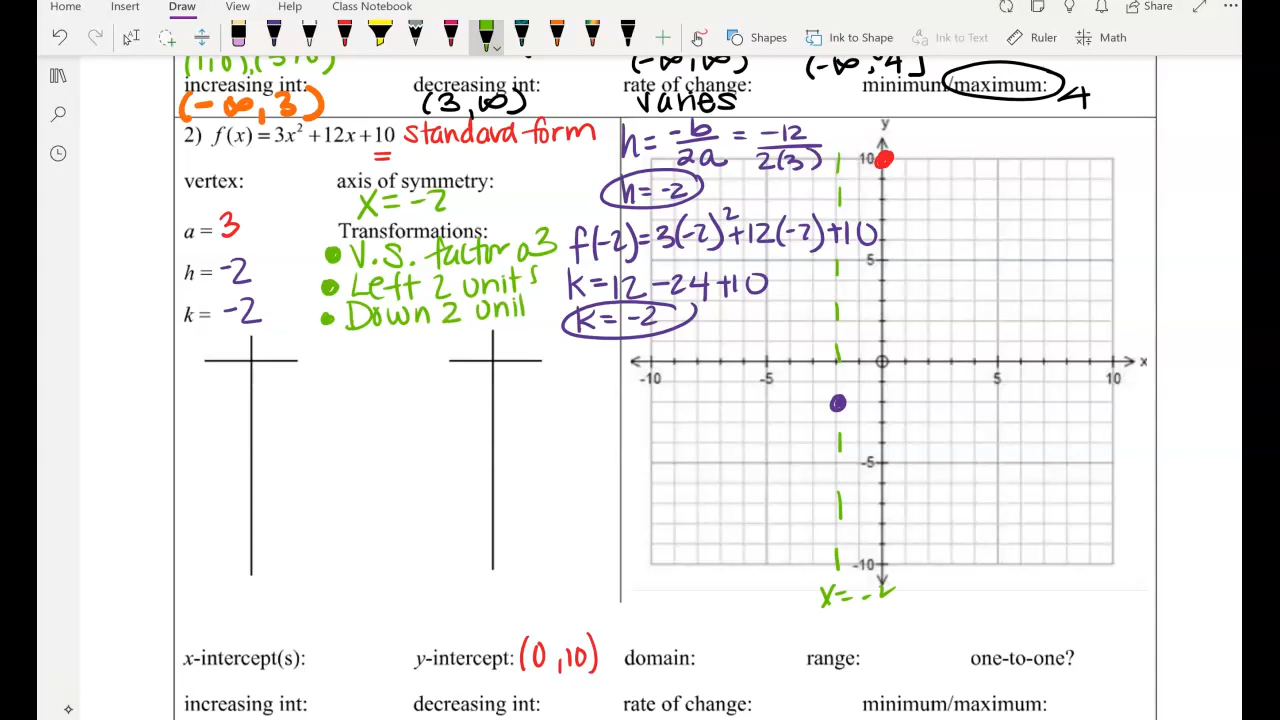 Home Insert Draw View Help Class Notebook Share
Shapes Ink to Shape Ink to Text Ruler Math
(-∞, ∞) (-∞, 4]
increasing int: decreasing int: rate of change: minimum/maximum: 4
(-∞, 3) (3, ∞) varies
2) f(x) = 3x² + 12x + 10 = standard form
h = -b/2a = -12/2(3)
h = -2
vertex: axis of symmetry:
x = -2
a = 3 Transformations:
• V.S. factor a 3
f(-2) = 3(-2)² + 12(-2) + 10
h = -2 • Left 2 units
k = 12 - 24 + 10
k = -2 • Down 2 unit
k = -2
y
10
5
-10 -5 0 5 10 x
-5
-10
x = -2
x-intercept(s): y-intercept: (0, 10) domain: range: one-to-one?
increasing int: decreasing int: rate of change: minimum/maximum: